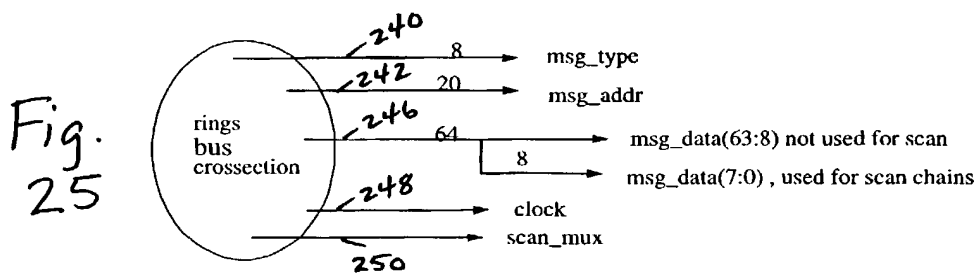 Fig.
25
rings
bus
crossection
240
8
msg_type
242
20
msg_addr
246
64
msg_data(63:8) not used for scan
8
msg_data(7:0) , used for scan chains
248
clock
scan_mux
250